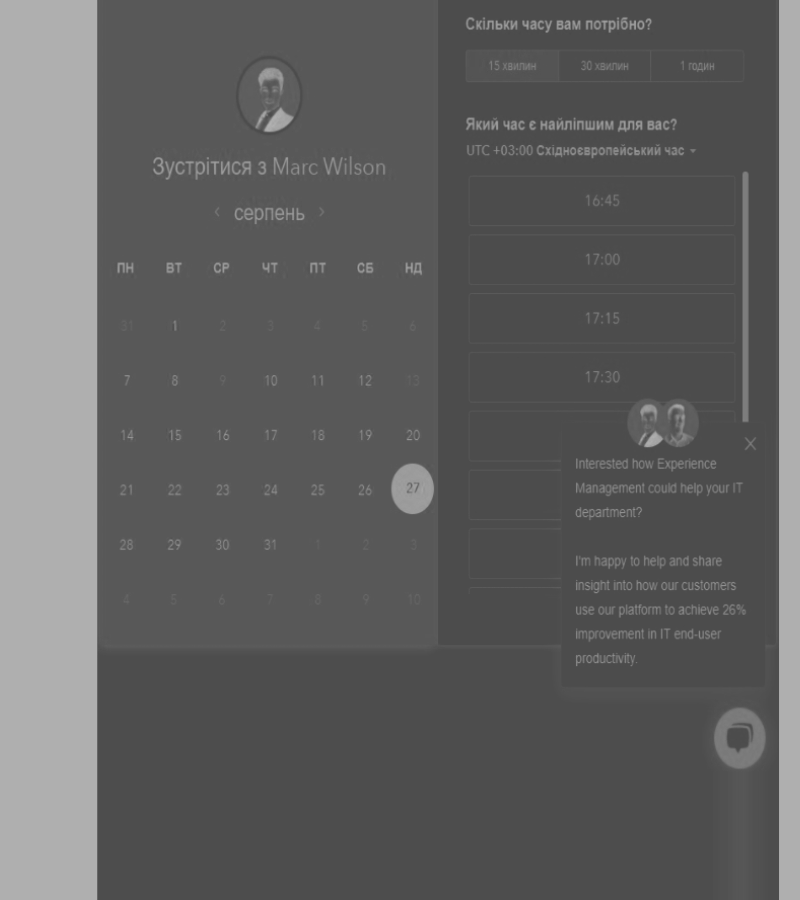 Зустрітися з Marc Wilson
‹ серпень ›
ПН ВТ СР ЧТ ПТ СБ НД
31 1 2 3 4 5 6
7 8 9 10 11 12 13
14 15 16 17 18 19 20
21 22 23 24 25 26 27
28 29 30 31 1 2 3
4 5 6 7 8 9 10
Скільки часу вам потрібно?
15 хвилин 30 хвилин 1 годин
Який час є найліпшим для вас?
UTC +03:00 Східноєвропейський час
16:45
17:00
17:15
17:30
Interested how Experience
Management could help your IT
department?
I'm happy to help and share
insight into how our customers
use our platform to achieve 26%
improvement in IT end-user
productivity.